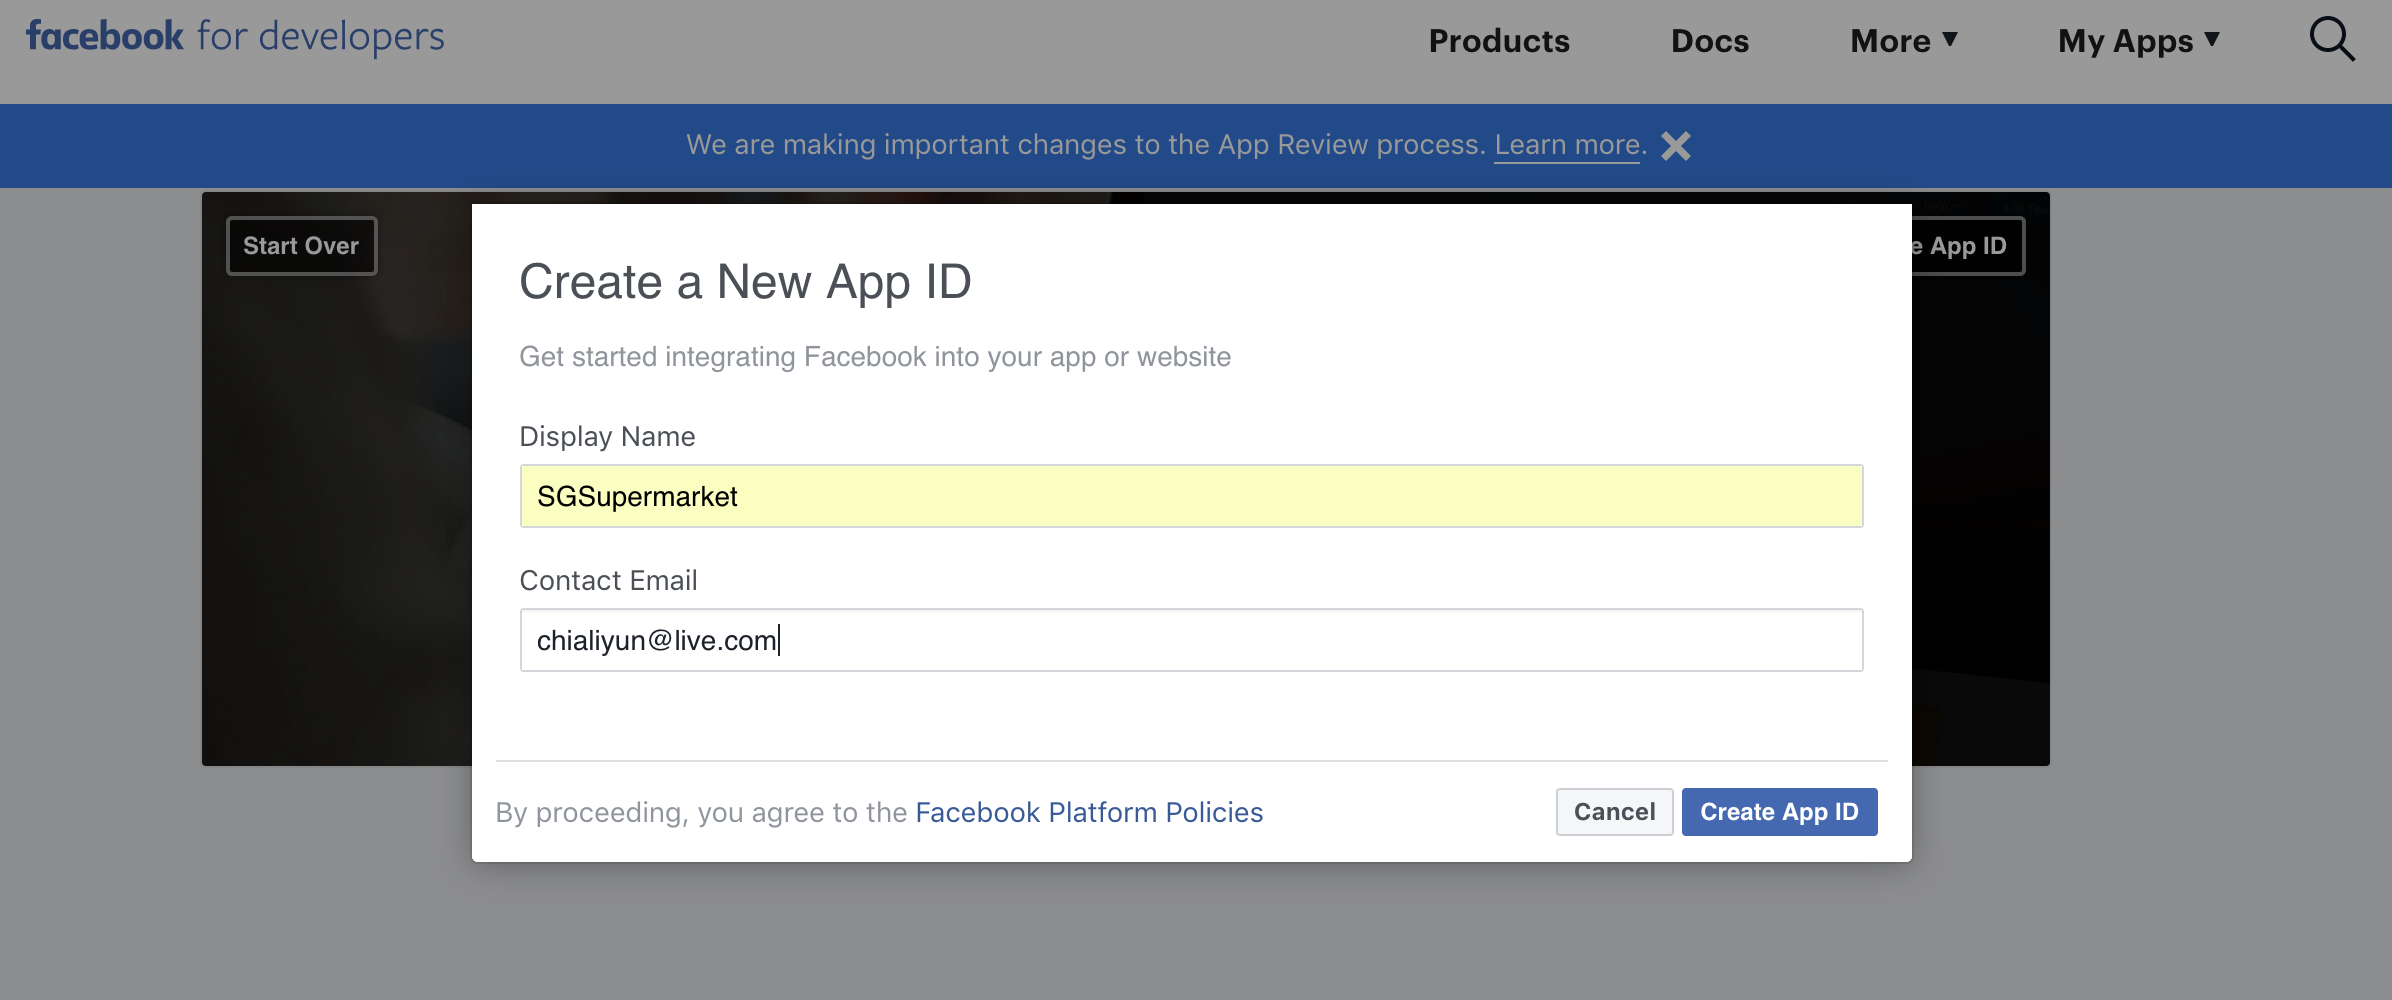 facebook for developers
Products Docs More ▼ My Apps ▼
We are making important changes to the App Review process. Learn more.
Start Over
e App ID
Create a New App ID
Get started integrating Facebook into your app or website
Display Name
SGSupermarket
Contact Email
chialiyun@live.com
By proceeding, you agree to the Facebook Platform Policies
Cancel Create App ID